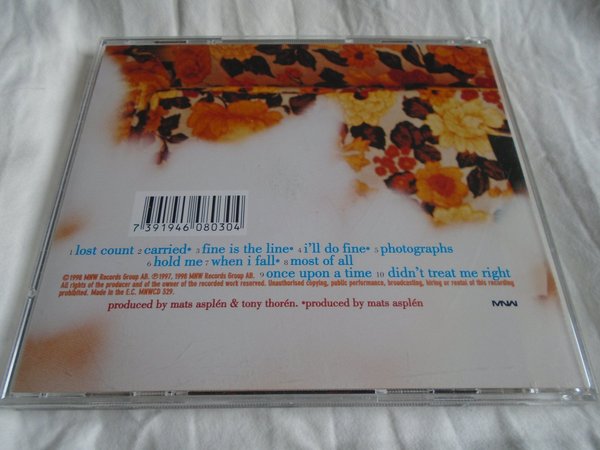 7 391946 080304
1 lost count 2 carried* 3 fine is the line* 4 i'll do fine* 5 photographs
6 hold me 7 when i fall* 8 most of all
©1998 MNW Records Group AB. ℗1997, 1998 MNW Records Group AB. 9 once upon a time 10 didn't treat me right
All rights of the producer and of the owner of the recorded work reserved. Unauthorised copying, public performance, broadcasting, hiring or rental of this recording
prohibited. Made in the E.C. MNWCD 329.
produced by mats asplén & tony thorén. *produced by mats asplén
MNW